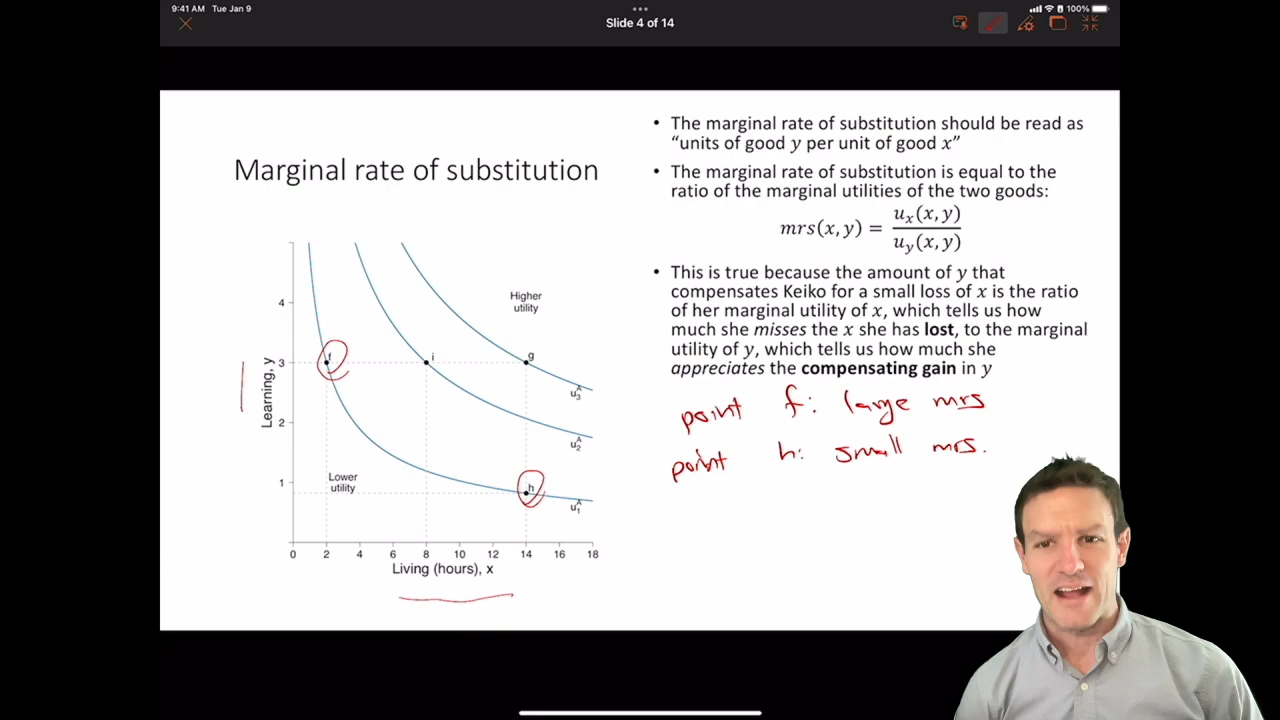 9:41 AM Tue Jan 9
100%
Slide 4 of 14
Marginal rate of substitution
Learning, y
4
3
2
1
Higher
utility
f
i
g
u₃ᴬ
u₂ᴬ
Lower
utility
h
u₁ᴬ
0 2 4 6 8 10 12 14 16 18
Living (hours), x
• The marginal rate of substitution should be read as
“units of good y per unit of good x”
• The marginal rate of substitution is equal to the
ratio of the marginal utilities of the two goods:
mrs(x, y) = uₓ(x, y) / u_y(x, y)
• This is true because the amount of y that
compensates Keiko for a small loss of x is the ratio
of her marginal utility of x, which tells us how
much she misses the x she has lost, to the marginal
utility of y, which tells us how much she
appreciates the compensating gain in y
point f: large mrs
point h: small mrs.